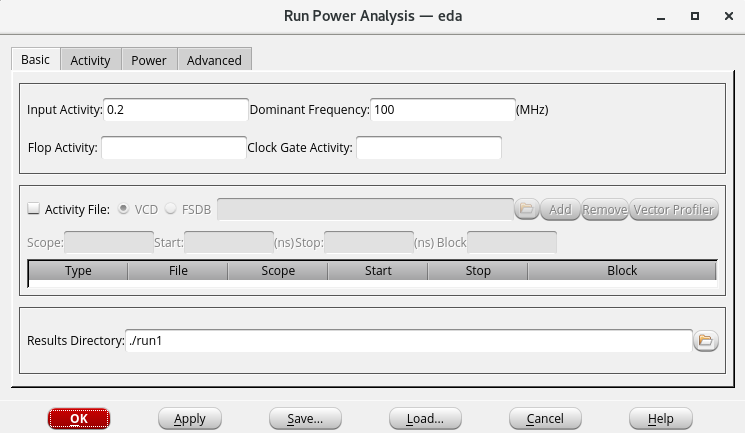 Run Power Analysis — eda
Basic Activity Power Advanced
Input Activity: 0.2 Dominant Frequency: 100 (MHz)
Flop Activity: Clock Gate Activity:
Activity File: VCD FSDB Add Remove Vector Profiler
Scope: Start: (ns) Stop: (ns) Block
Type File Scope Start Stop Block
Results Directory: ./run1
OK Apply Save... Load... Cancel Help